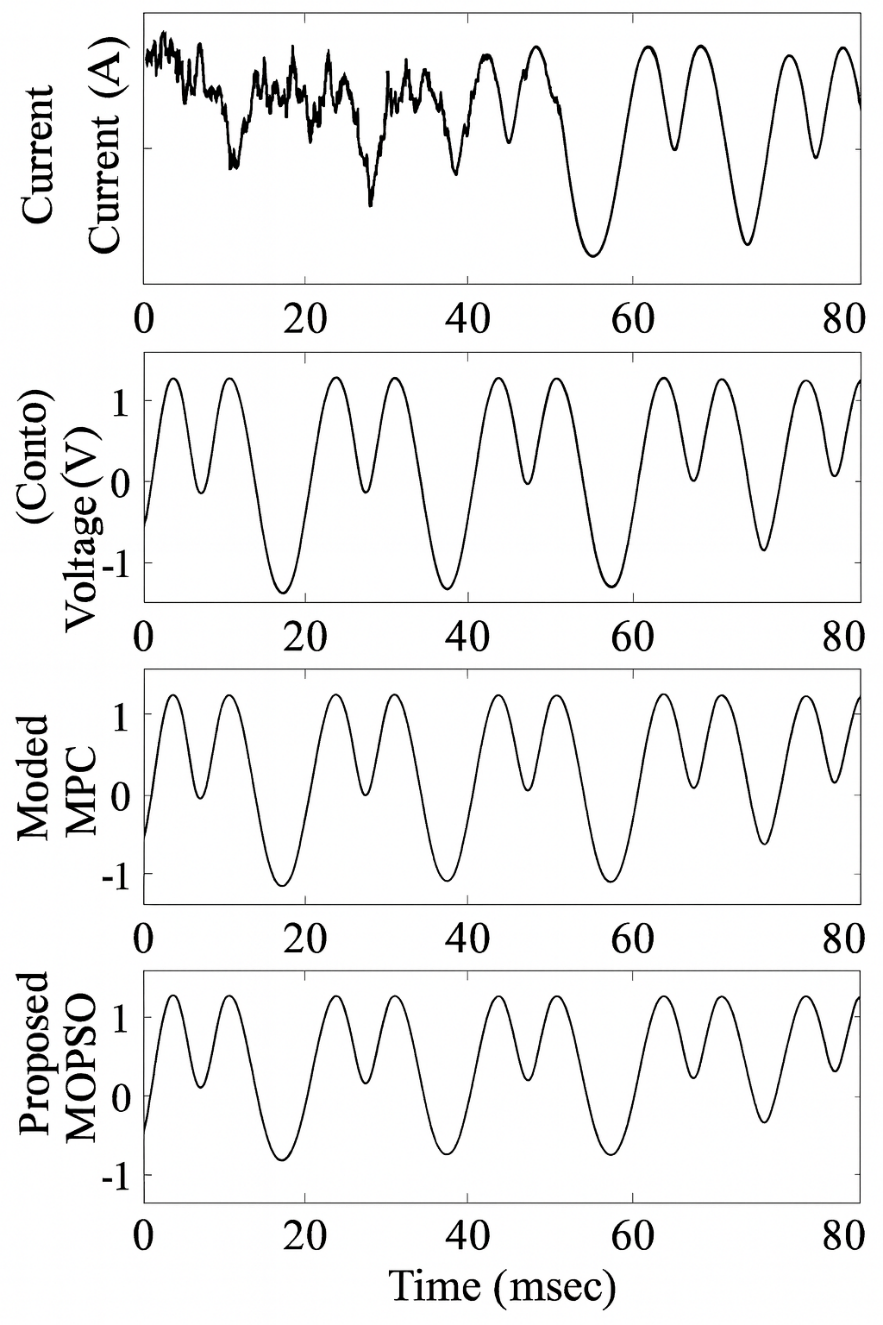 Current
Current (A)
0 20 40 60 80
(Conto)
Voltage (V)
1
0
-1
0 20 40 60 80
Moded
MPC
1
0
-1
0 20 40 60 80
Proposed
MOPSO
1
0
-1
0 20 40 60 80
Time (msec)